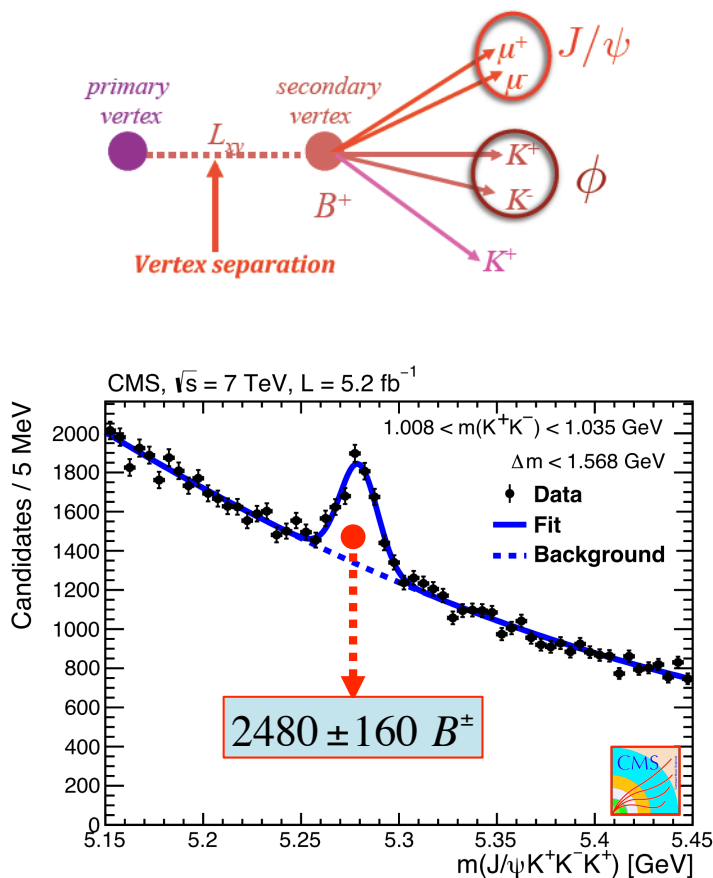 primary
vertex
secondary
vertex
L_xy
B⁺
μ⁺
μ⁻
J/ψ
K⁺
K⁻
ϕ
K⁺
Vertex separation
CMS, √s = 7 TeV, L = 5.2 fb⁻¹
Candidates / 5 MeV
1.008 < m(K⁺K⁻) < 1.035 GeV
Δm < 1.568 GeV
Data
Fit
Background
2000
1800
1600
1400
1200
1000
800
600
400
200
0
2480 ± 160 B±
CMS
5.15
5.2
5.25
5.3
5.35
5.4
5.45
m(J/ψK⁺K⁻K⁺) [GeV]